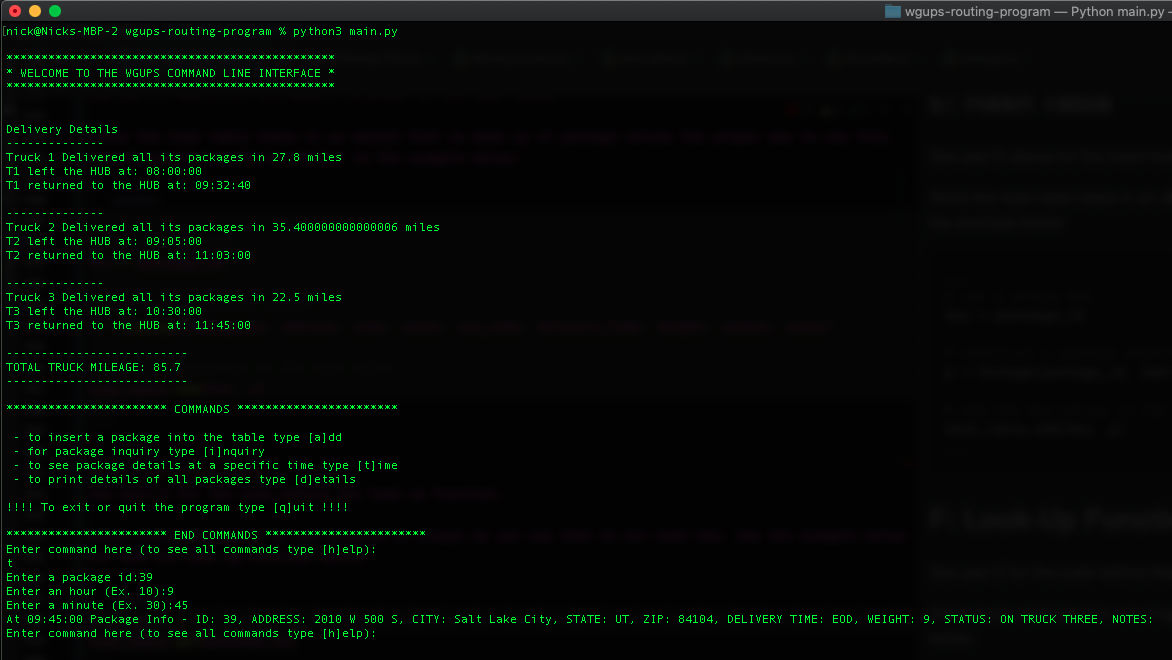 wgups-routing-program — Python main.py
[nick@Nicks-MBP-2 wgups-routing-program % python3 main.py
***********************************************
* WELCOME TO THE WGUPS COMMAND LINE INTERFACE *
***********************************************
Delivery Details
--------------
Truck 1 Delivered all its packages in 27.8 miles
T1 left the HUB at: 08:00:00
T1 returned to the HUB at: 09:32:40
--------------
Truck 2 Delivered all its packages in 35.400000000000006 miles
T2 left the HUB at: 09:05:00
T2 returned to the HUB at: 11:03:00
--------------
Truck 3 Delivered all its packages in 22.5 miles
T3 left the HUB at: 10:30:00
T3 returned to the HUB at: 11:45:00
--------------------------
TOTAL TRUCK MILEAGE: 85.7
--------------------------
*********************** COMMANDS ***********************
- to insert a package into the table type [a]dd
- for package inquiry type [i]nquiry
- to see package details at a specific time type [t]ime
- to print details of all packages type [d]etails
!!!! To exit or quit the program type [q]uit !!!!
*********************** END COMMANDS ***********************
Enter command here (to see all commands type [h]elp):
t
Enter a package id:39
Enter an hour (Ex. 10):9
Enter a minute (Ex. 30):45
At 09:45:00 Package Info - ID: 39, ADDRESS: 2010 W 500 S, CITY: Salt Lake City, STATE: UT, ZIP: 84104, DELIVERY TIME: EOD, WEIGHT: 9, STATUS: ON TRUCK THREE, NOTES:
Enter command here (to see all commands type [h]elp):